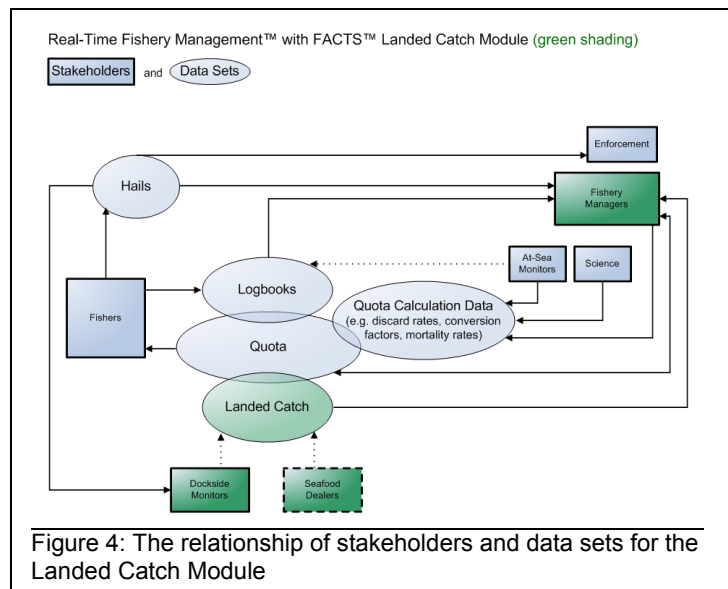 Real-Time Fishery Management™ with FACTS™ Landed Catch Module (green shading)
Stakeholders and Data Sets
Enforcement
Hails
Fishery
Managers
At-Sea
Monitors
Science
Logbooks
Fishers
Quota Calculation Data
(e.g. discard rates, conversion
factors, mortality rates)
Quota
Landed Catch
Dockside
Monitors
Seafood
Dealers
Figure 4: The relationship of stakeholders and data sets for the
Landed Catch Module